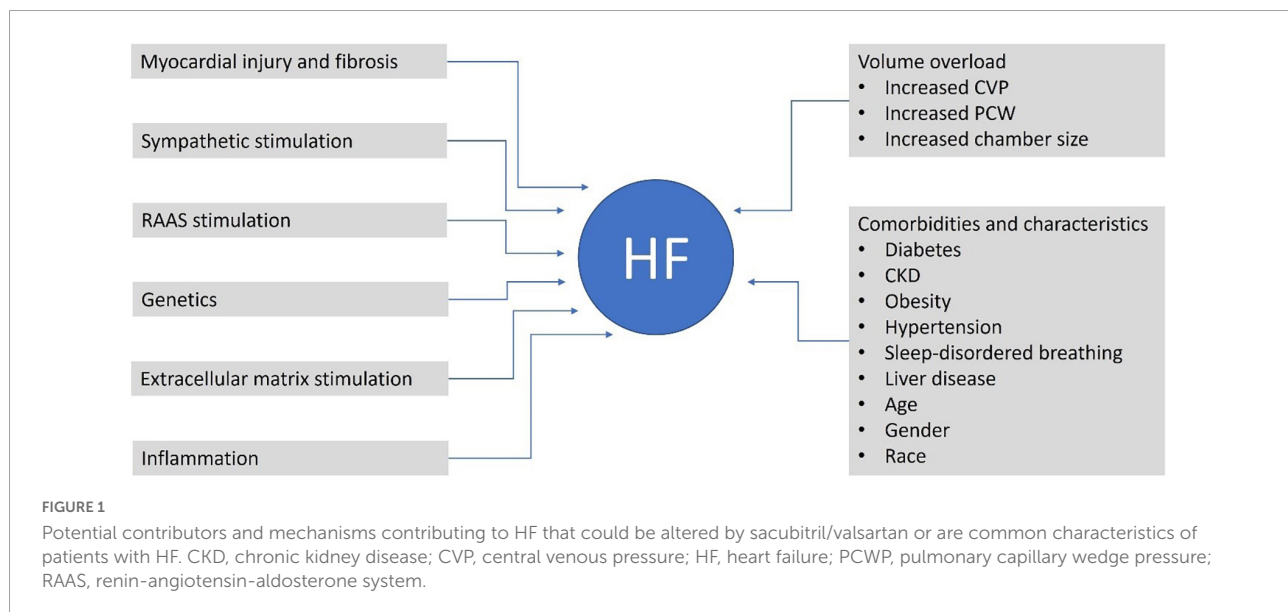 Myocardial injury and fibrosis
Sympathetic stimulation
RAAS stimulation
Genetics
Extracellular matrix stimulation
Inflammation
HF
Volume overload
• Increased CVP
• Increased PCW
• Increased chamber size
Comorbidities and characteristics
• Diabetes
• CKD
• Obesity
• Hypertension
• Sleep-disordered breathing
• Liver disease
• Age
• Gender
• Race
FIGURE 1
Potential contributors and mechanisms contributing to HF that could be altered by sacubitril/valsartan or are common characteristics of
patients with HF. CKD, chronic kidney disease; CVP, central venous pressure; HF, heart failure; PCWP, pulmonary capillary wedge pressure;
RAAS, renin-angiotensin-aldosterone system.